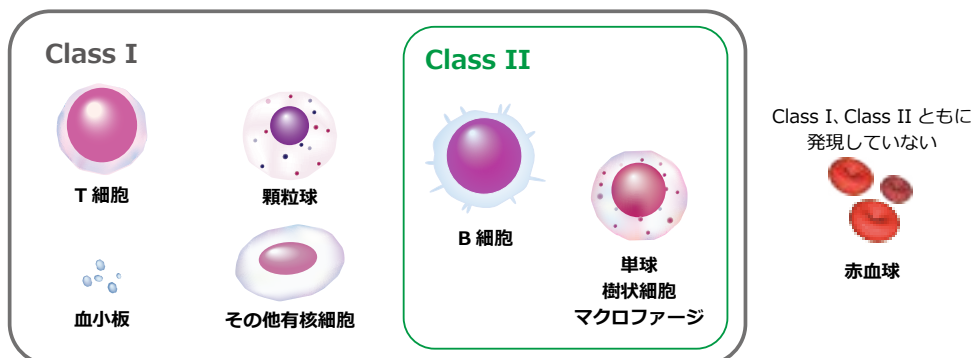 Class I
Class II
Class I、Class II ともに
発現していない
T 細胞
顆粒球
B 細胞
単球
樹状細胞
マクロファージ
赤血球
血小板
その他有核細胞